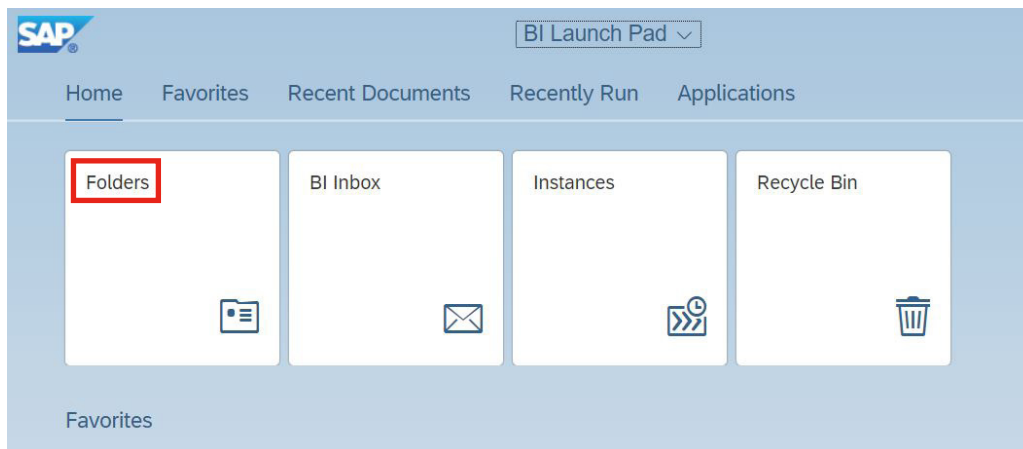 SAP®
BI Launch Pad
Home Favorites Recent Documents Recently Run Applications
Folders BI Inbox Instances Recycle Bin
Favorites